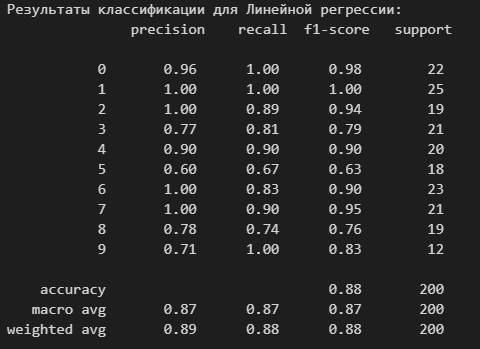 Результаты классификации для Линейной регрессии:
precision recall f1-score support
0 0.96 1.00 0.98 22
1 1.00 1.00 1.00 25
2 1.00 0.89 0.94 19
3 0.77 0.81 0.79 21
4 0.90 0.90 0.90 20
5 0.60 0.67 0.63 18
6 1.00 0.83 0.90 23
7 1.00 0.90 0.95 21
8 0.78 0.74 0.76 19
9 0.71 1.00 0.83 12
accuracy 0.88 200
macro avg 0.87 0.87 0.87 200
weighted avg 0.89 0.88 0.88 200